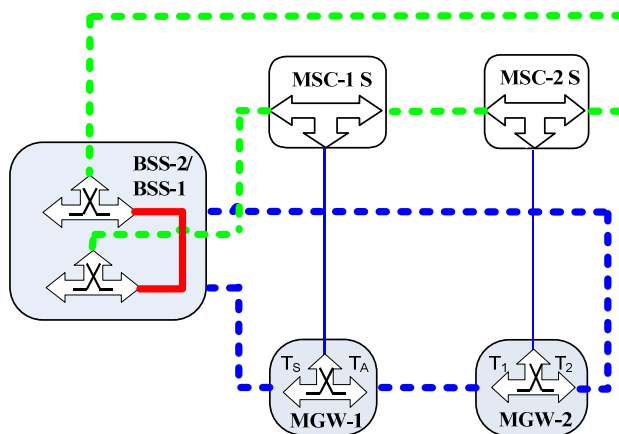 MSC-1 S
MSC-2 S
BSS-2/
BSS-1
TS
TA
T1
T2
MGW-1
MGW-2